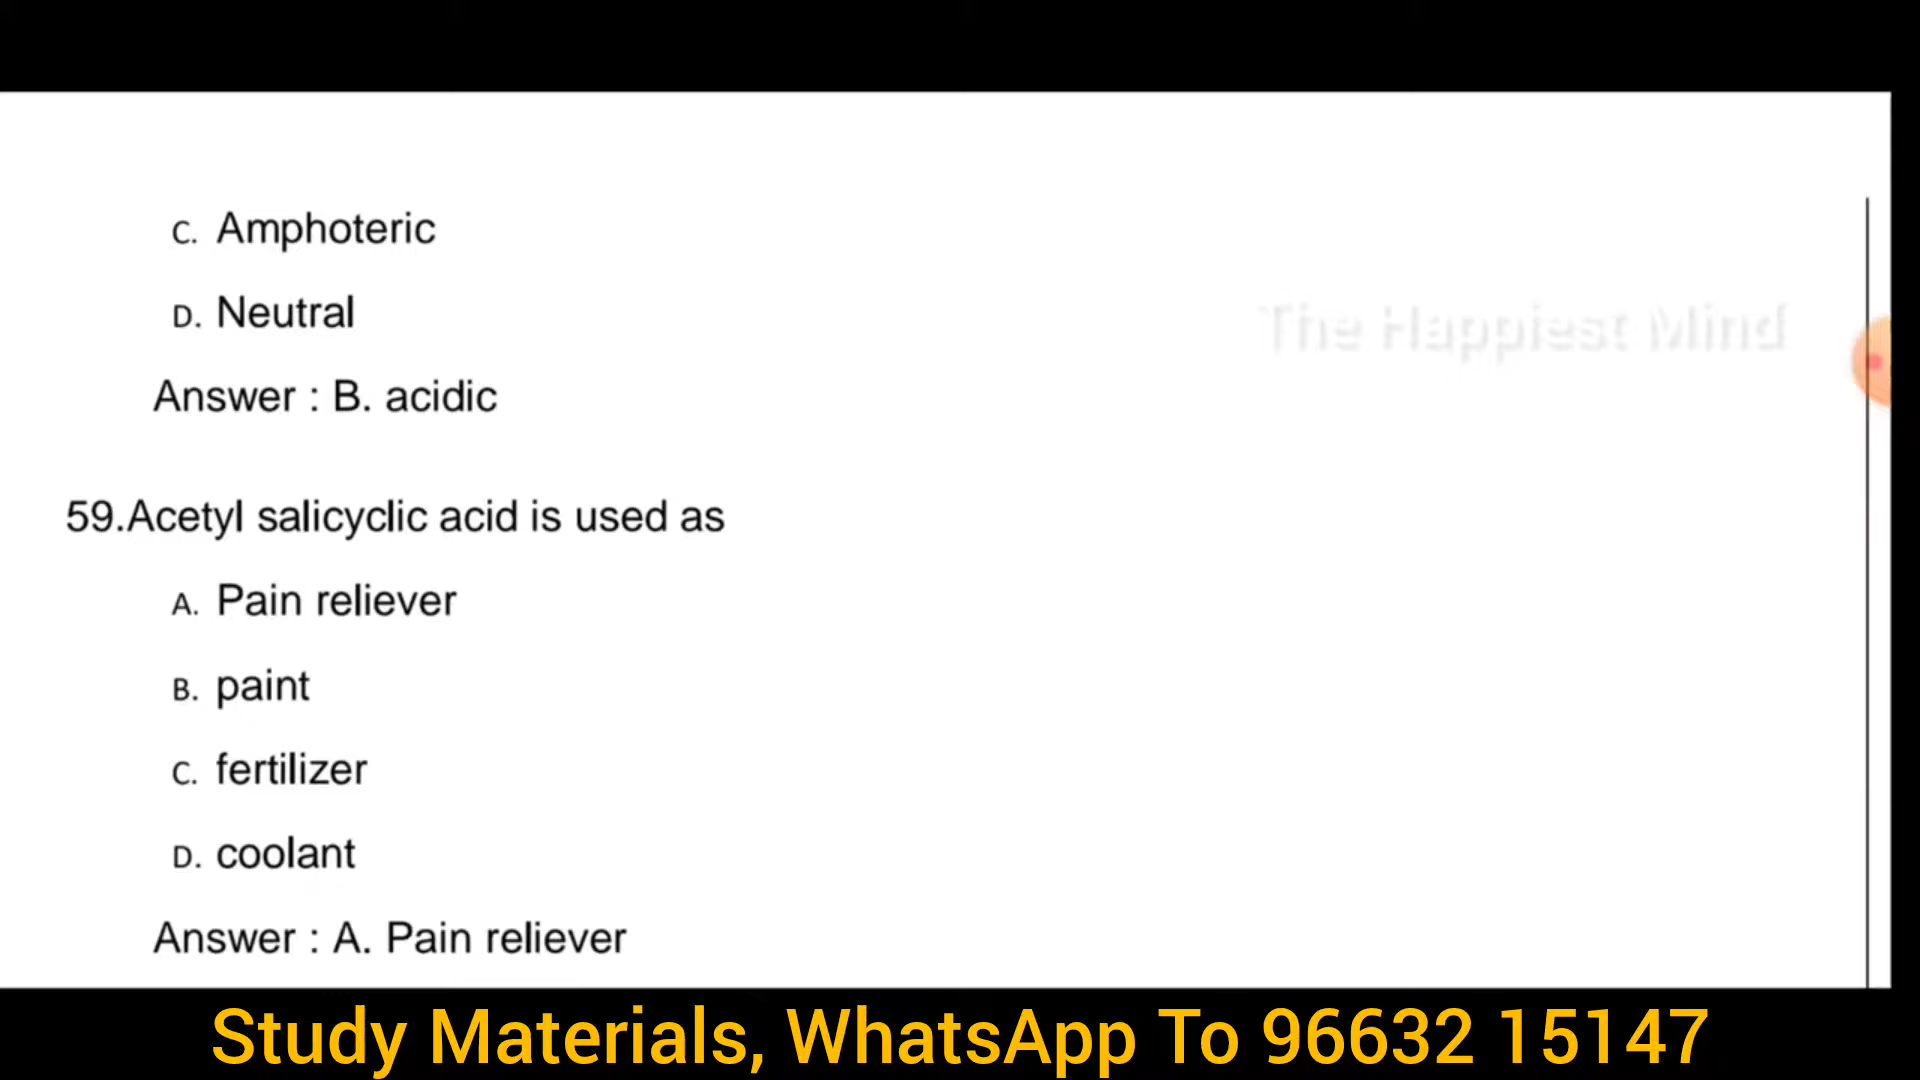 C. Amphoteric
D. Neutral
The Happiest Mind
Answer : B. acidic
59.Acetyl salicyclic acid is used as
A. Pain reliever
B. paint
C. fertilizer
D. coolant
Answer : A. Pain reliever
Study Materials, WhatsApp To 96632 15147